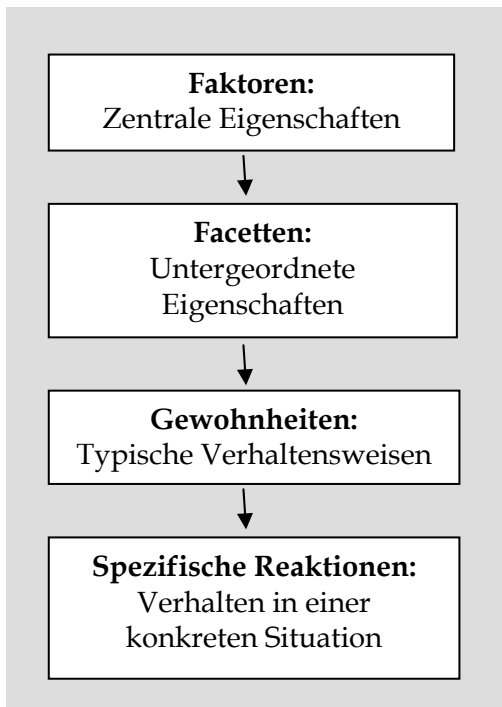 Faktoren:
Zentrale Eigenschaften
Facetten:
Untergeordnete
Eigenschaften
Gewohnheiten:
Typische Verhaltensweisen
Spezifische Reaktionen:
Verhalten in einer
konkreten Situation